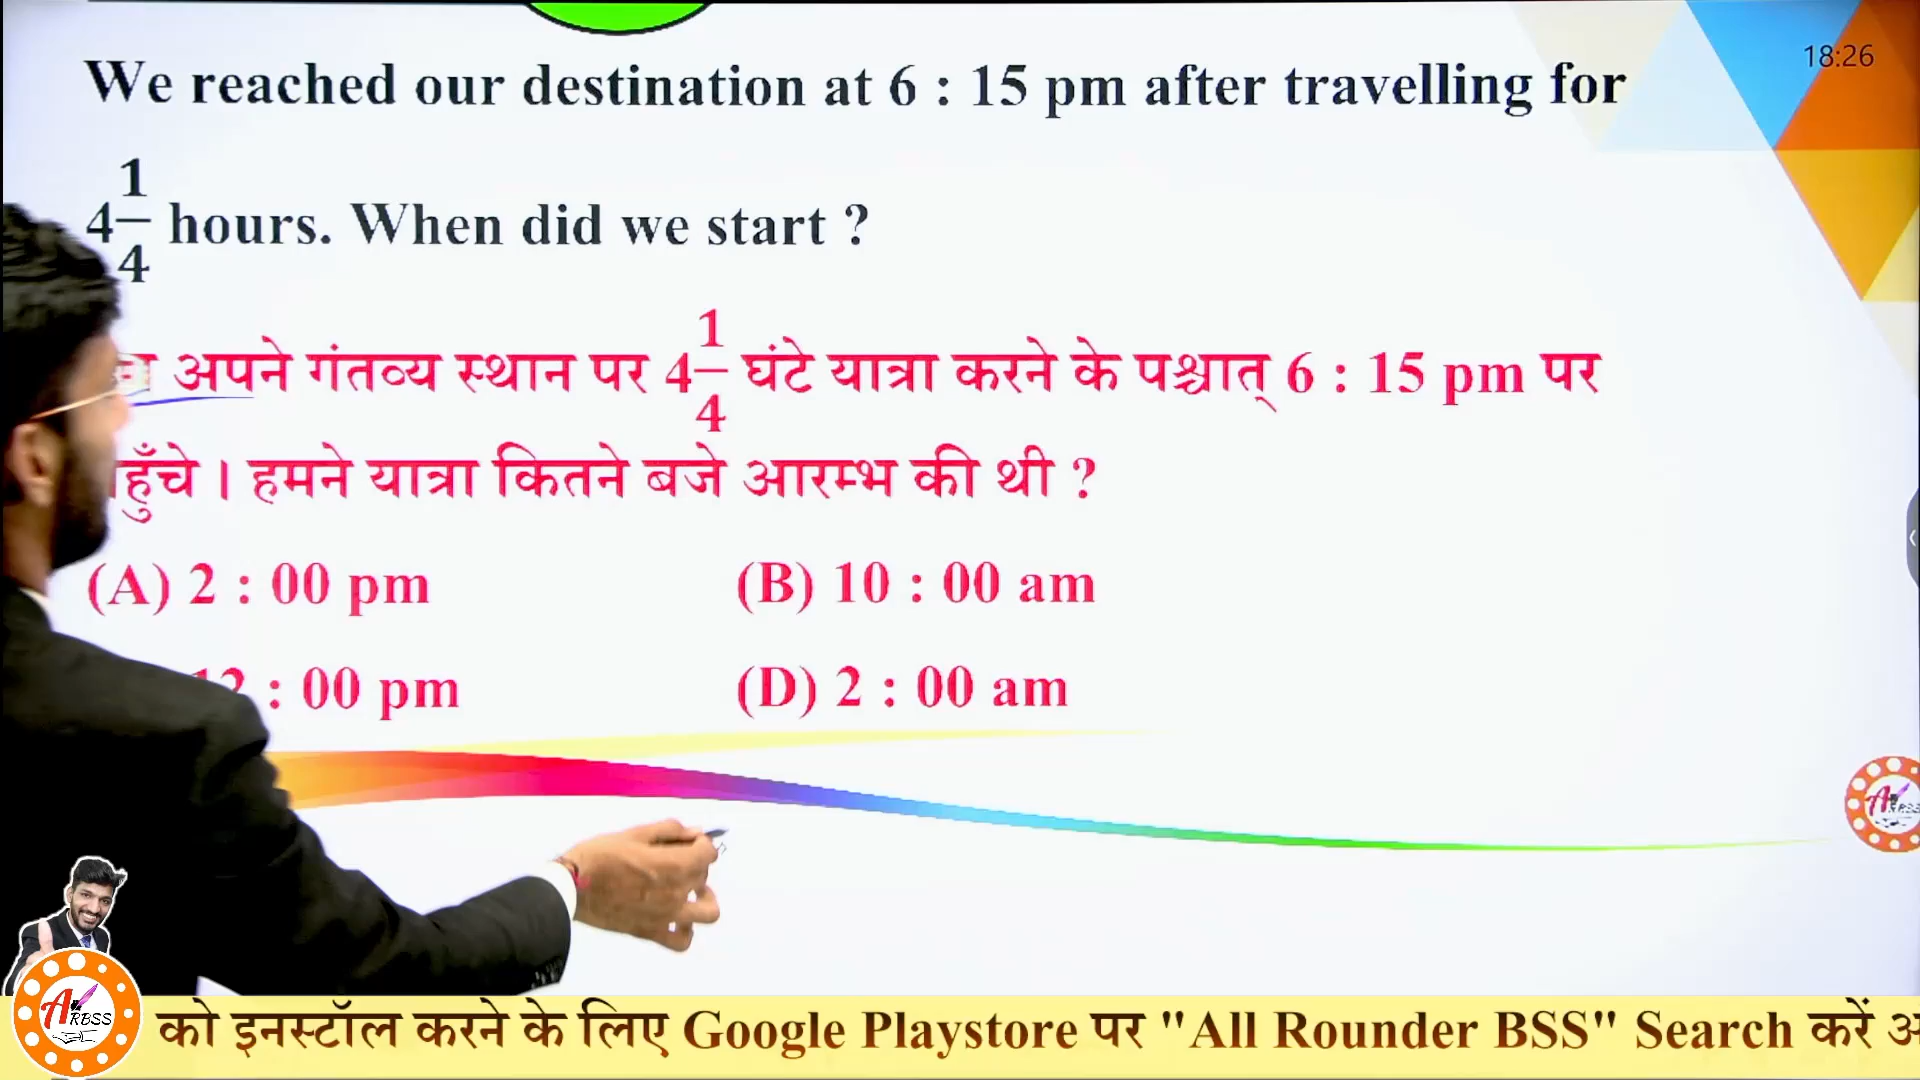 18:26
We reached our destination at 6 : 15 pm after travelling for
4 1/4 hours. When did we start ?
अपने गंतव्य स्थान पर 4 1/4 घंटे यात्रा करने के पश्चात् 6 : 15 pm पर
हुँचे । हमने यात्रा कितने बजे आरम्भ की थी ?
(A) 2 : 00 pm (B) 10 : 00 am
12 : 00 pm (D) 2 : 00 am
को इनस्टॉल करने के लिए Google Playstore पर "All Rounder BSS" Search करें
ARBSS